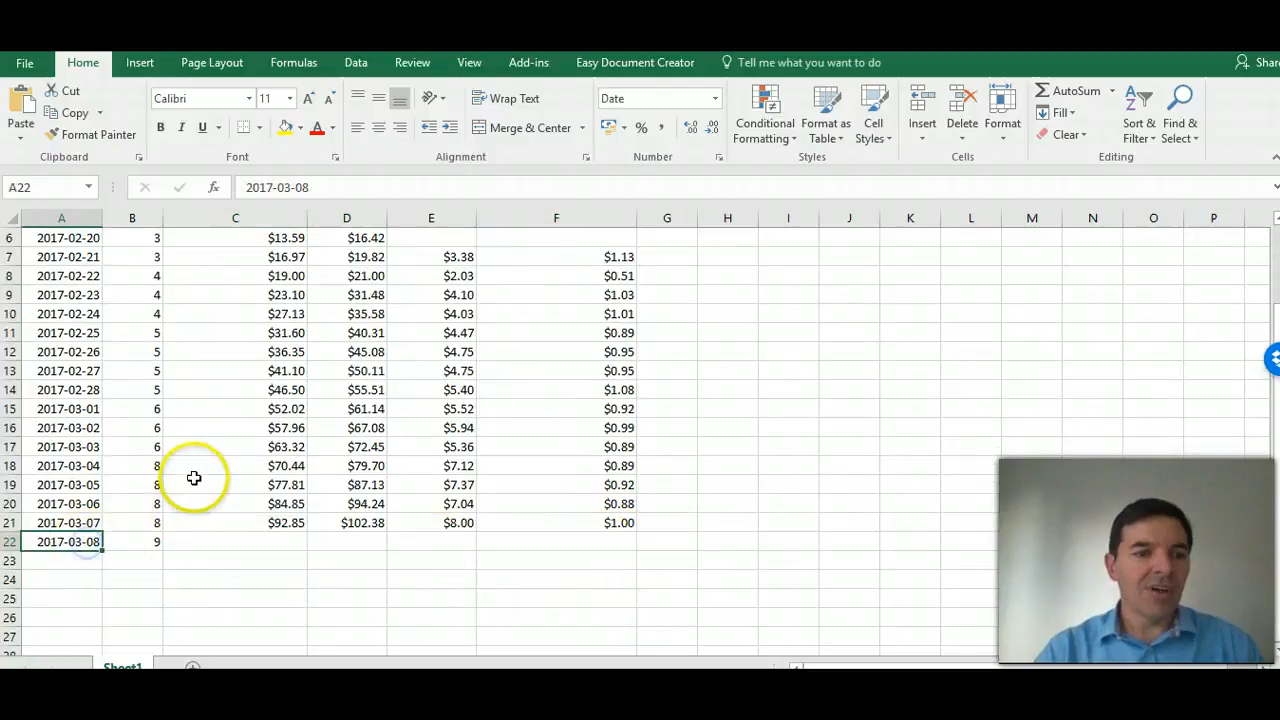 File Home Insert Page Layout Formulas Data Review View Add-ins Easy Document Creator Tell me what you want to do
Paste Cut Copy Format Painter Clipboard
Calibri 11 A A B I U A Font
Wrap Text Merge & Center Alignment
Date $ % , Number
Conditional Formatting Format as Table Cell Styles Styles
Insert Delete Format Cells
AutoSum Fill Clear Sort & Filter Find & Select Editing
A22 fx 2017-03-08
A B C D E F G H I J K L M N O P
6 2017-02-20 3 $13.59 $16.42
7 2017-02-21 3 $16.97 $19.82 $3.38 $1.13
8 2017-02-22 4 $19.00 $21.00 $2.03 $0.51
9 2017-02-23 4 $23.10 $31.48 $4.10 $1.03
10 2017-02-24 4 $27.13 $35.58 $4.03 $1.01
11 2017-02-25 5 $31.60 $40.31 $4.47 $0.89
12 2017-02-26 5 $36.35 $45.08 $4.75 $0.95
13 2017-02-27 5 $41.10 $50.11 $4.75 $0.95
14 2017-02-28 5 $46.50 $55.51 $5.40 $1.08
15 2017-03-01 6 $52.02 $61.14 $5.52 $0.92
16 2017-03-02 6 $57.96 $67.08 $5.94 $0.99
17 2017-03-03 6 $63.32 $72.45 $5.36 $0.89
18 2017-03-04 8 $70.44 $79.70 $7.12 $0.89
19 2017-03-05 8 $77.81 $87.13 $7.37 $0.92
20 2017-03-06 8 $84.85 $94.24 $7.04 $0.88
21 2017-03-07 8 $92.85 $102.38 $8.00 $1.00
22 2017-03-08 9
23
24
25
26
27
Sheet1